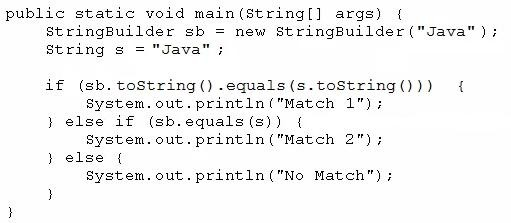 public static void main(String[] args) {
    StringBuilder sb = new StringBuilder("Java");
    String s = "Java";

    if (sb.toString().equals(s.toString())) {
        System.out.println("Match 1");
    } else if (sb.equals(s)) {
        System.out.println("Match 2");
    } else {
        System.out.println("No Match");
    }
}